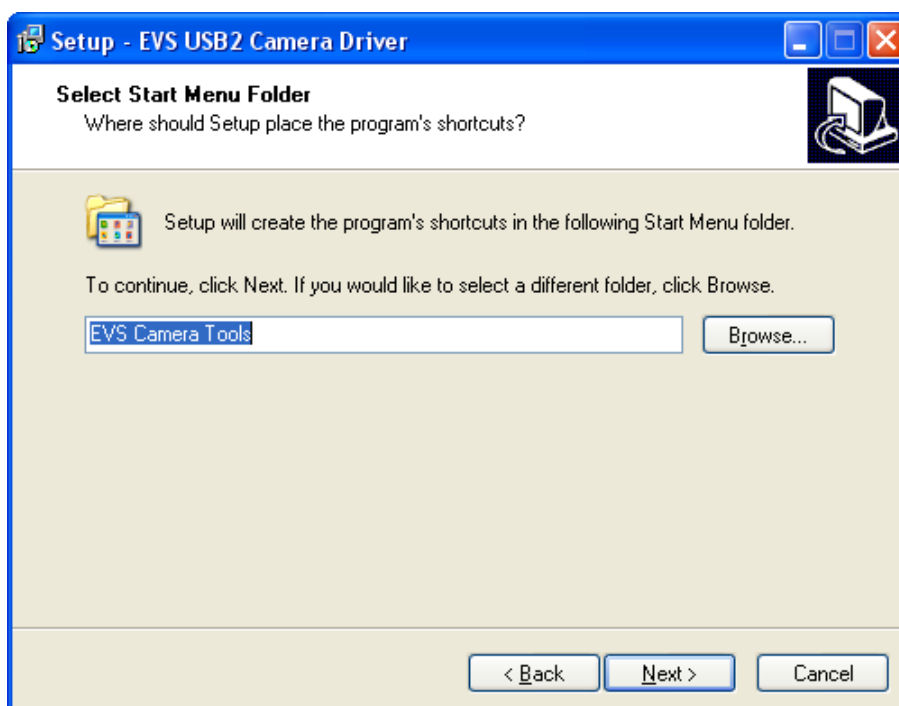 Setup - EVS USB2 Camera Driver
Select Start Menu Folder
Where should Setup place the program's shortcuts?
Setup will create the program's shortcuts in the following Start Menu folder.
To continue, click Next. If you would like to select a different folder, click Browse.
EVS Camera Tools
Browse...
< Back
Next >
Cancel